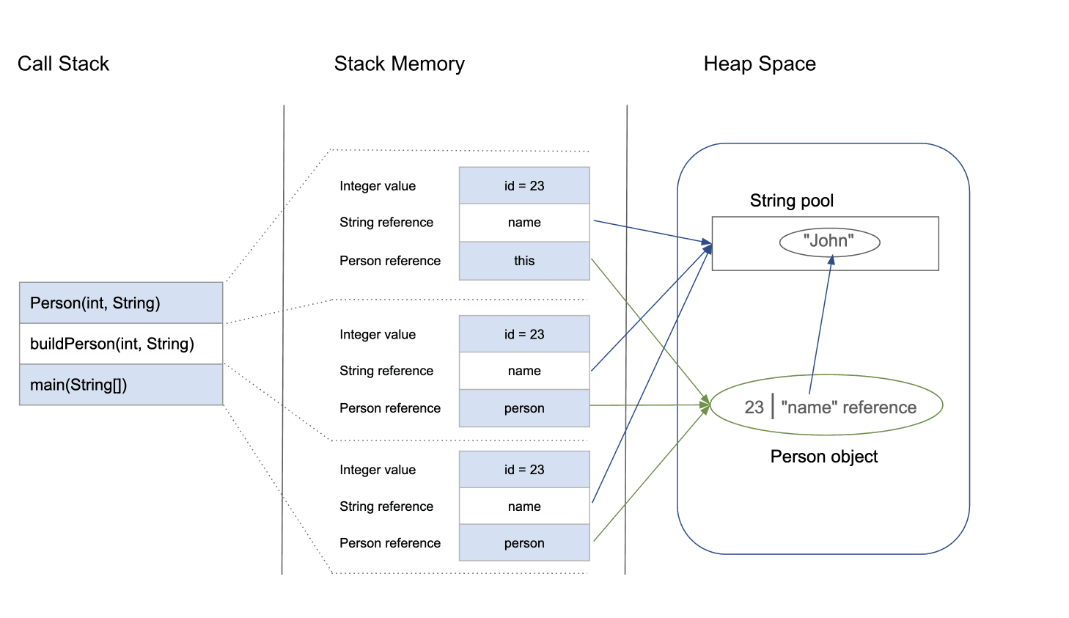 Call Stack
Stack Memory
Heap Space
Person(int, String)
buildPerson(int, String)
main(String[])
Integer value
id = 23
String reference
name
Person reference
this
Integer value
id = 23
String reference
name
Person reference
person
Integer value
id = 23
String reference
name
Person reference
person
String pool
"John"
23 | "name" reference
Person object